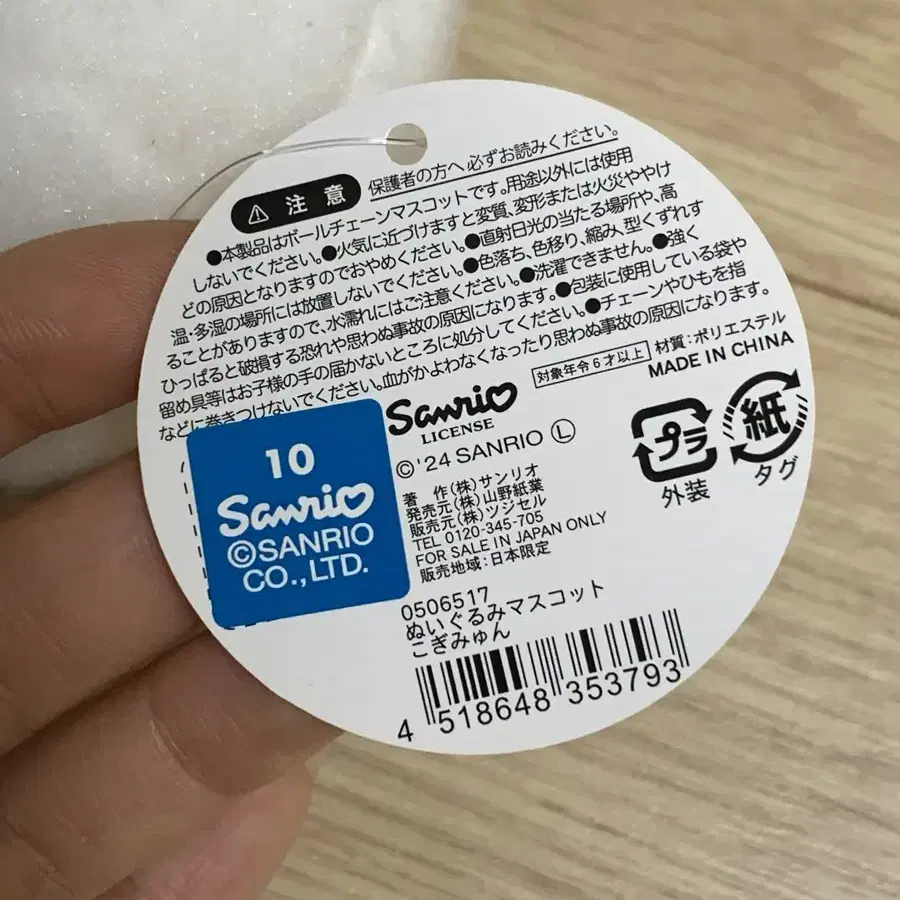 ⚠ 注意 保護者の方へ必ずお読みください。
●本製品はボールチェーンマスコットです。用途以外には使用
しないでください。●火気に近づけますと変質、変形または火災ややけ
どの原因となりますのでおやめください。●直射日光の当たる場所や、高
温・多湿の場所には放置しないでください。●色落ち、色移り、縮み、型くずれす
ることがありますので、水濡れにはご注意ください。●洗濯できません。●強く
ひっぱると破損する恐れや思わぬ事故の原因になります。●包装に使用している袋や
留め具等はお子様の手の届かないところに処分してください。●チェーンやひもを指
などに巻きつけないでください。血がかよわなくなったり思わぬ事故の原因になります。
対象年令6才以上 材質:ポリエステル
MADE IN CHINA
Sanrio
LICENSE
©'24 SANRIO Ⓛ
著 作(株)サンリオ
発売元(株)山野紙業
販売元(株)ツジセル
TEL 0120-345-705
FOR SALE IN JAPAN ONLY
販売地域:日本限定
プラ
外装
紙
タグ
10
Sanrio
©SANRIO
CO.,LTD.
0506517
ぬいぐるみマスコット
こぎみゅん
4 518648 353793